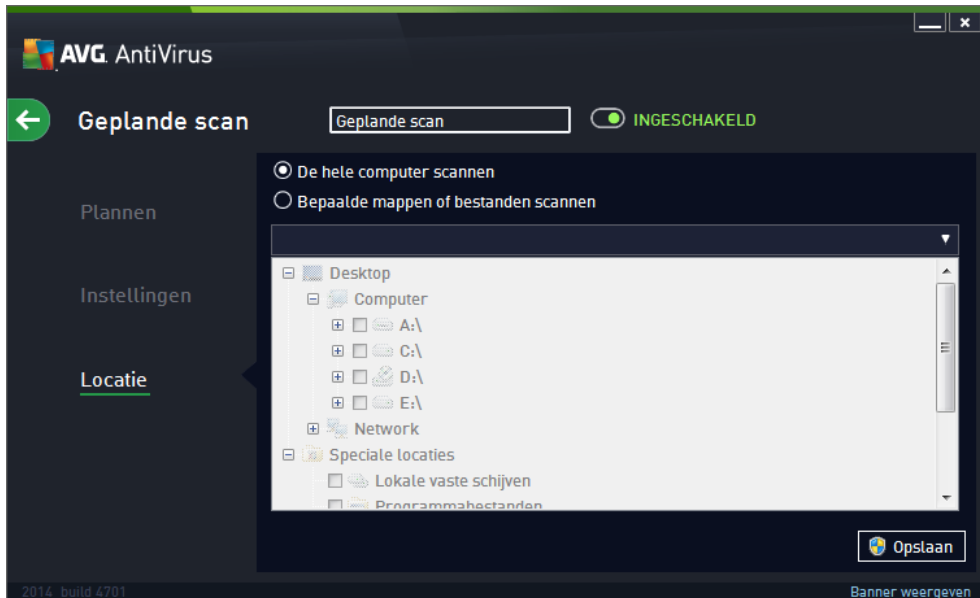 AVG. AntiVirus
Geplande scan
Geplande scan
INGESCHAKELD
Plannen
Instellingen
Locatie
De hele computer scannen
Bepaalde mappen of bestanden scannen
Desktop
Computer
A:\
C:\
D:\
E:\
Network
Speciale locaties
Lokale vaste schijven
Programmabestanden
Opslaan
2014 build 4701
Banner weergeven